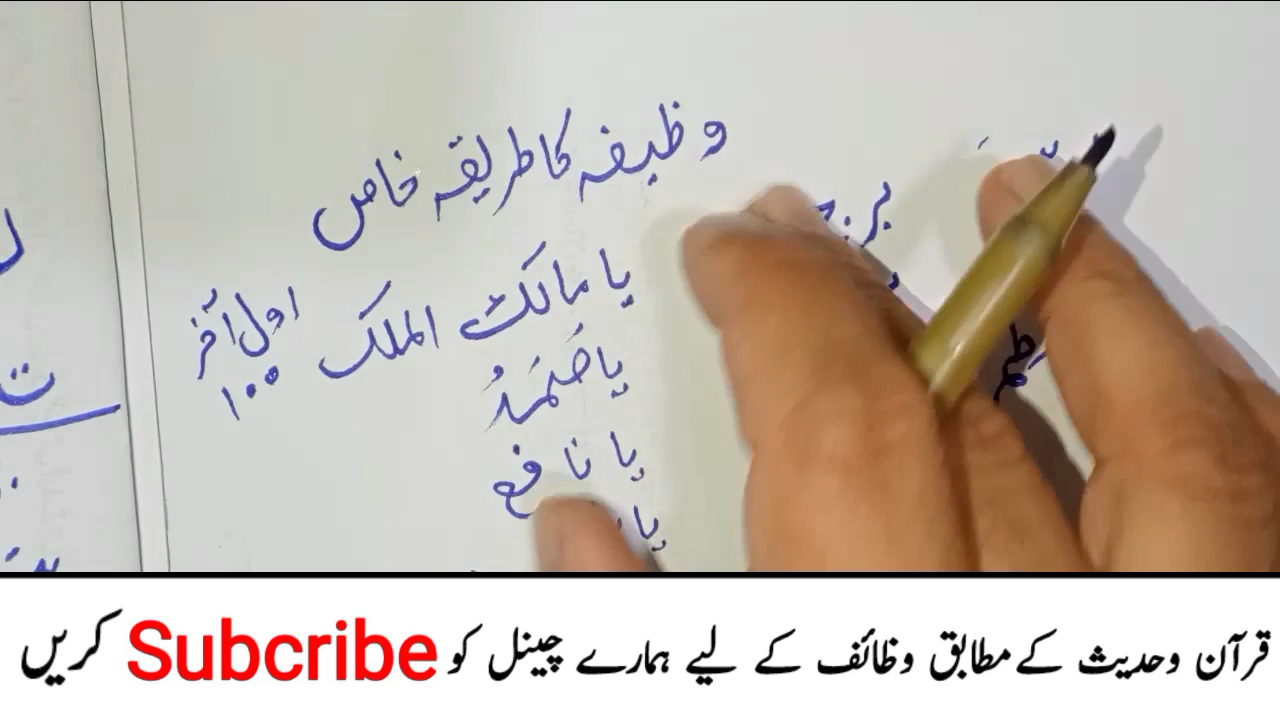 وظیفہ کا طریقہ خاص
یا مالک الملک اول آخر
۱۰۰
یا صَمَدُ
یا نافع
یا
قرآن وحدیث کے مطابق وظائف کے لیے ہمارے چینل کو Subcribe کریں